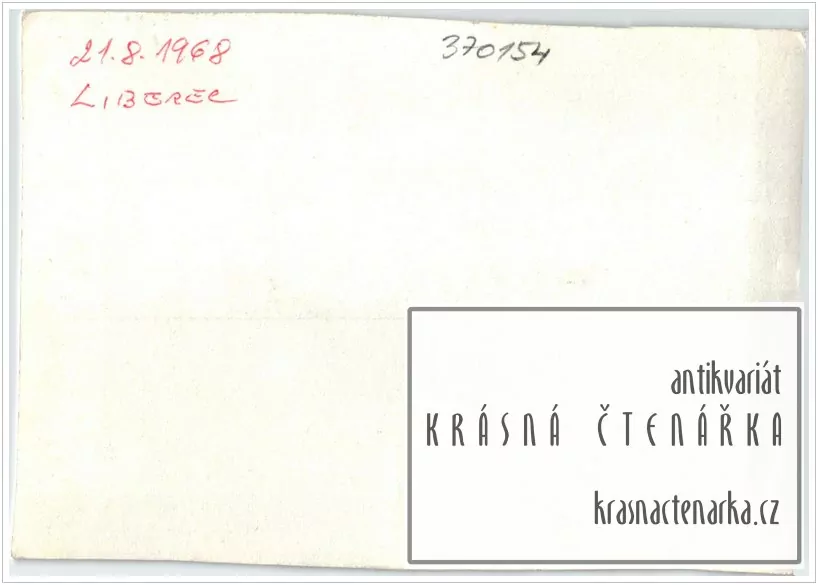 21.8.1968
370154
LIBEREC
antikvariát
KRÁSNÁ ČTENÁŘKA
krasnactenarka.cz